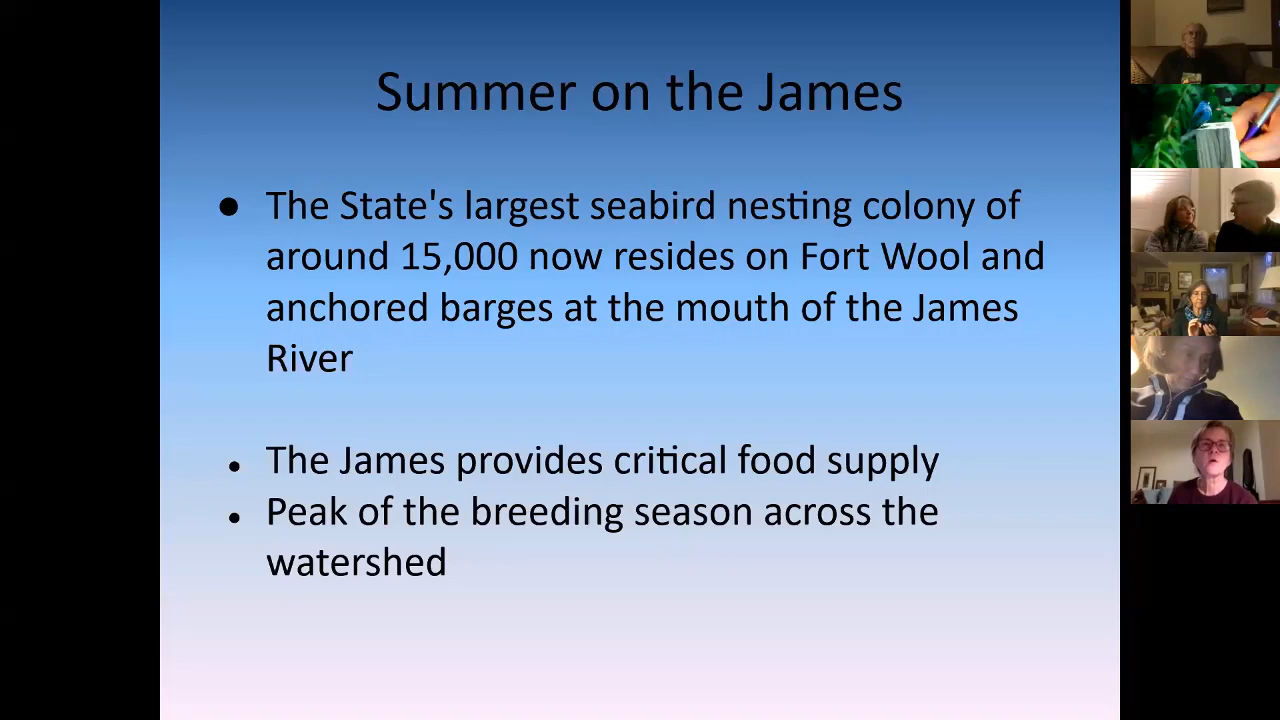 Summer on the James
● The State's largest seabird nesting colony of
around 15,000 now resides on Fort Wool and
anchored barges at the mouth of the James
River
● The James provides critical food supply
● Peak of the breeding season across the
watershed